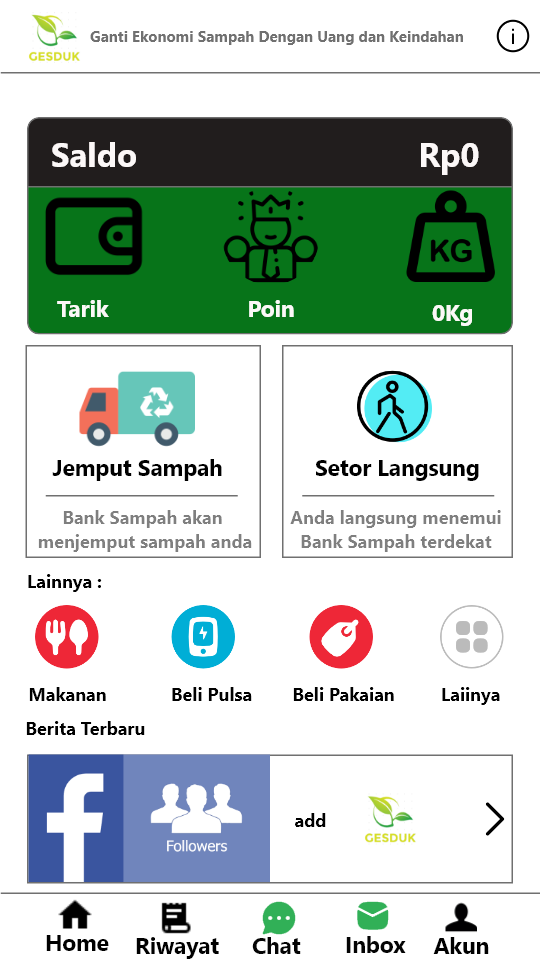 GESDUK
Ganti Ekonomi Sampah Dengan Uang dan Keindahan
i
Saldo Rp0
KG
Tarik Poin 0Kg
Jemput Sampah
Bank Sampah akan
menjemput sampah anda
Setor Langsung
Anda langsung menemui
Bank Sampah terdekat
Lainnya :
Makanan Beli Pulsa Beli Pakaian Laiinya
Berita Terbaru
f
Followers
add
GESDUK
Home Riwayat Chat Inbox Akun